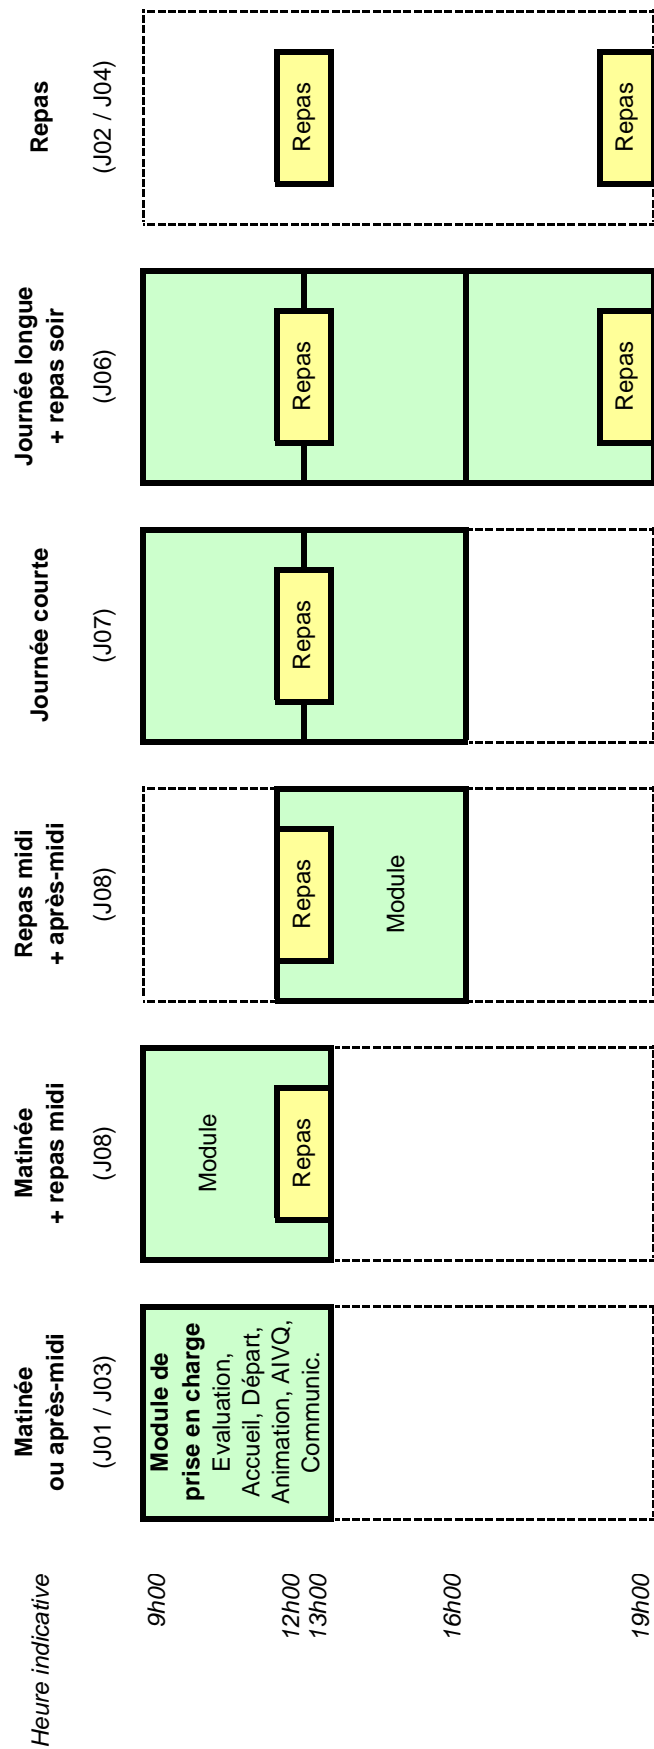 Heure indicative
Matinée
ou après-midi
(J01 / J03)
Matinée
+ repas midi
(J08)
Repas midi
+ après-midi
(J08)
Journée courte
(J07)
Journée longue
+ repas soir
(J06)
Repas
(J02 / J04)
9h00
12h00
13h00
16h00
19h00
Module de
prise en charge
Evaluation,
Accueil, Départ,
Animation, AIVQ,
Communic.
Module
Repas
Repas
Module
Repas
Repas
Repas
Repas
Repas